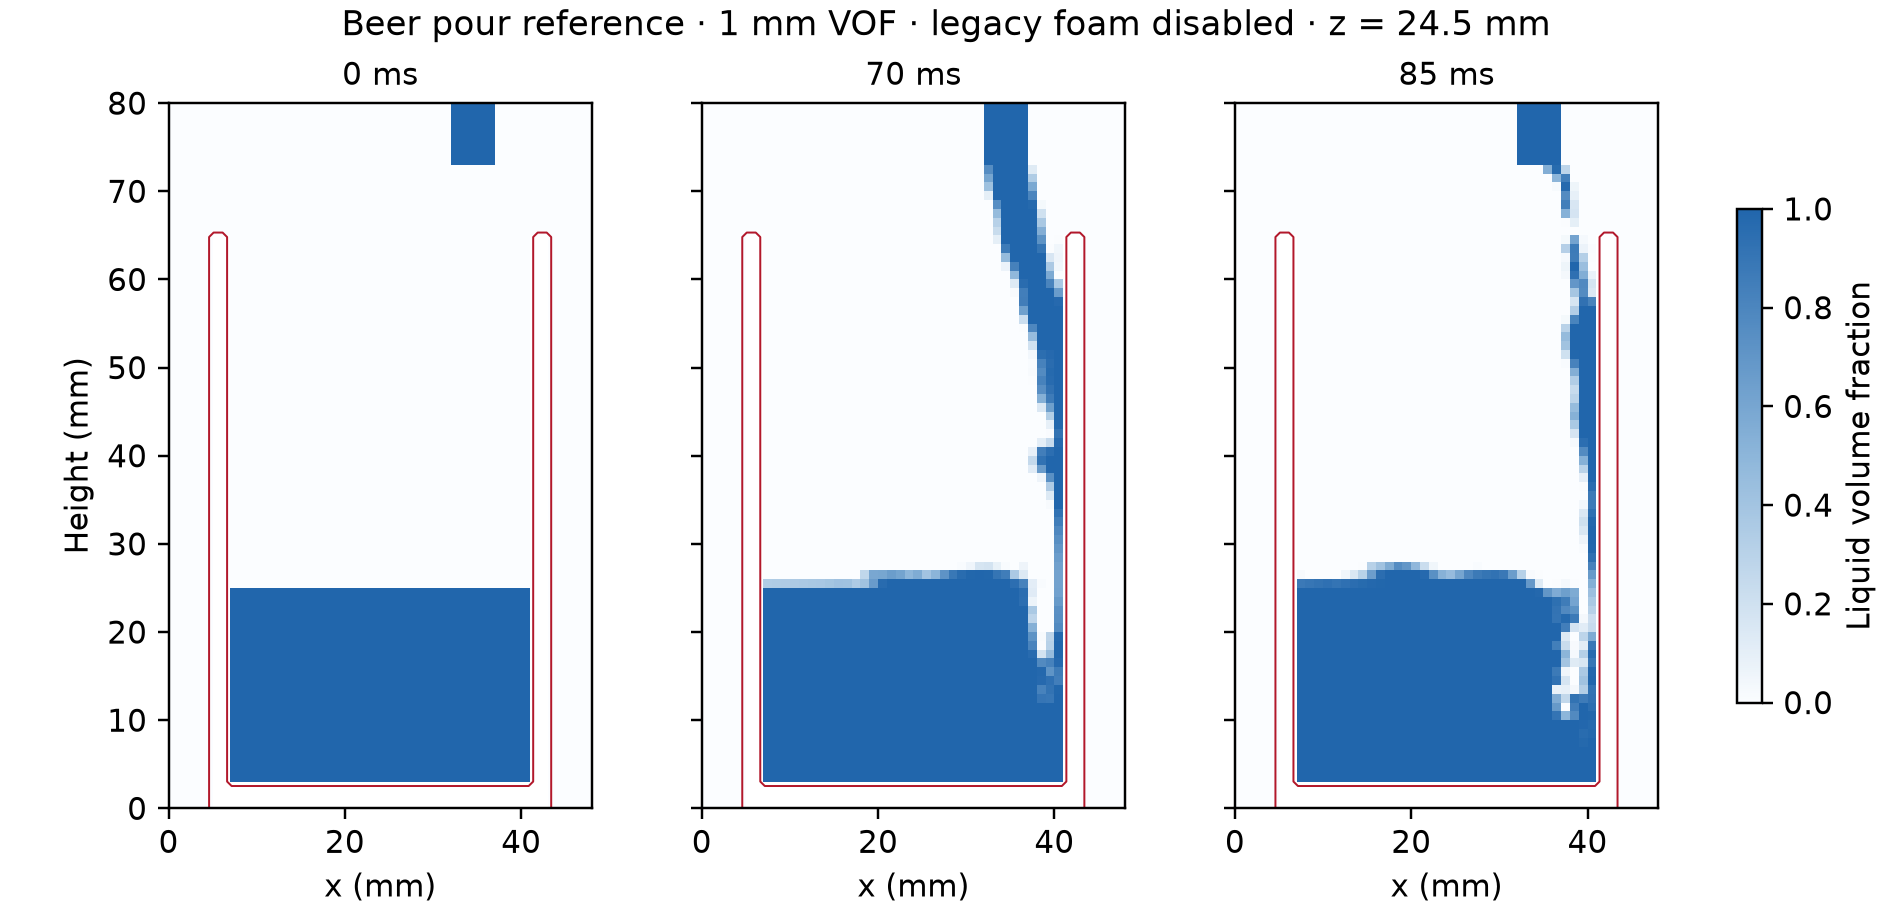 Beer pour reference · 1 mm VOF · legacy foam disabled · z = 24.5 mm
0 ms
70 ms
85 ms
80
70
60
50
40
30
20
10
0
Height (mm)
0 20 40
x (mm)
0 20 40
x (mm)
0 20 40
x (mm)
1.0
0.8
0.6
0.4
0.2
0.0
Liquid volume fraction